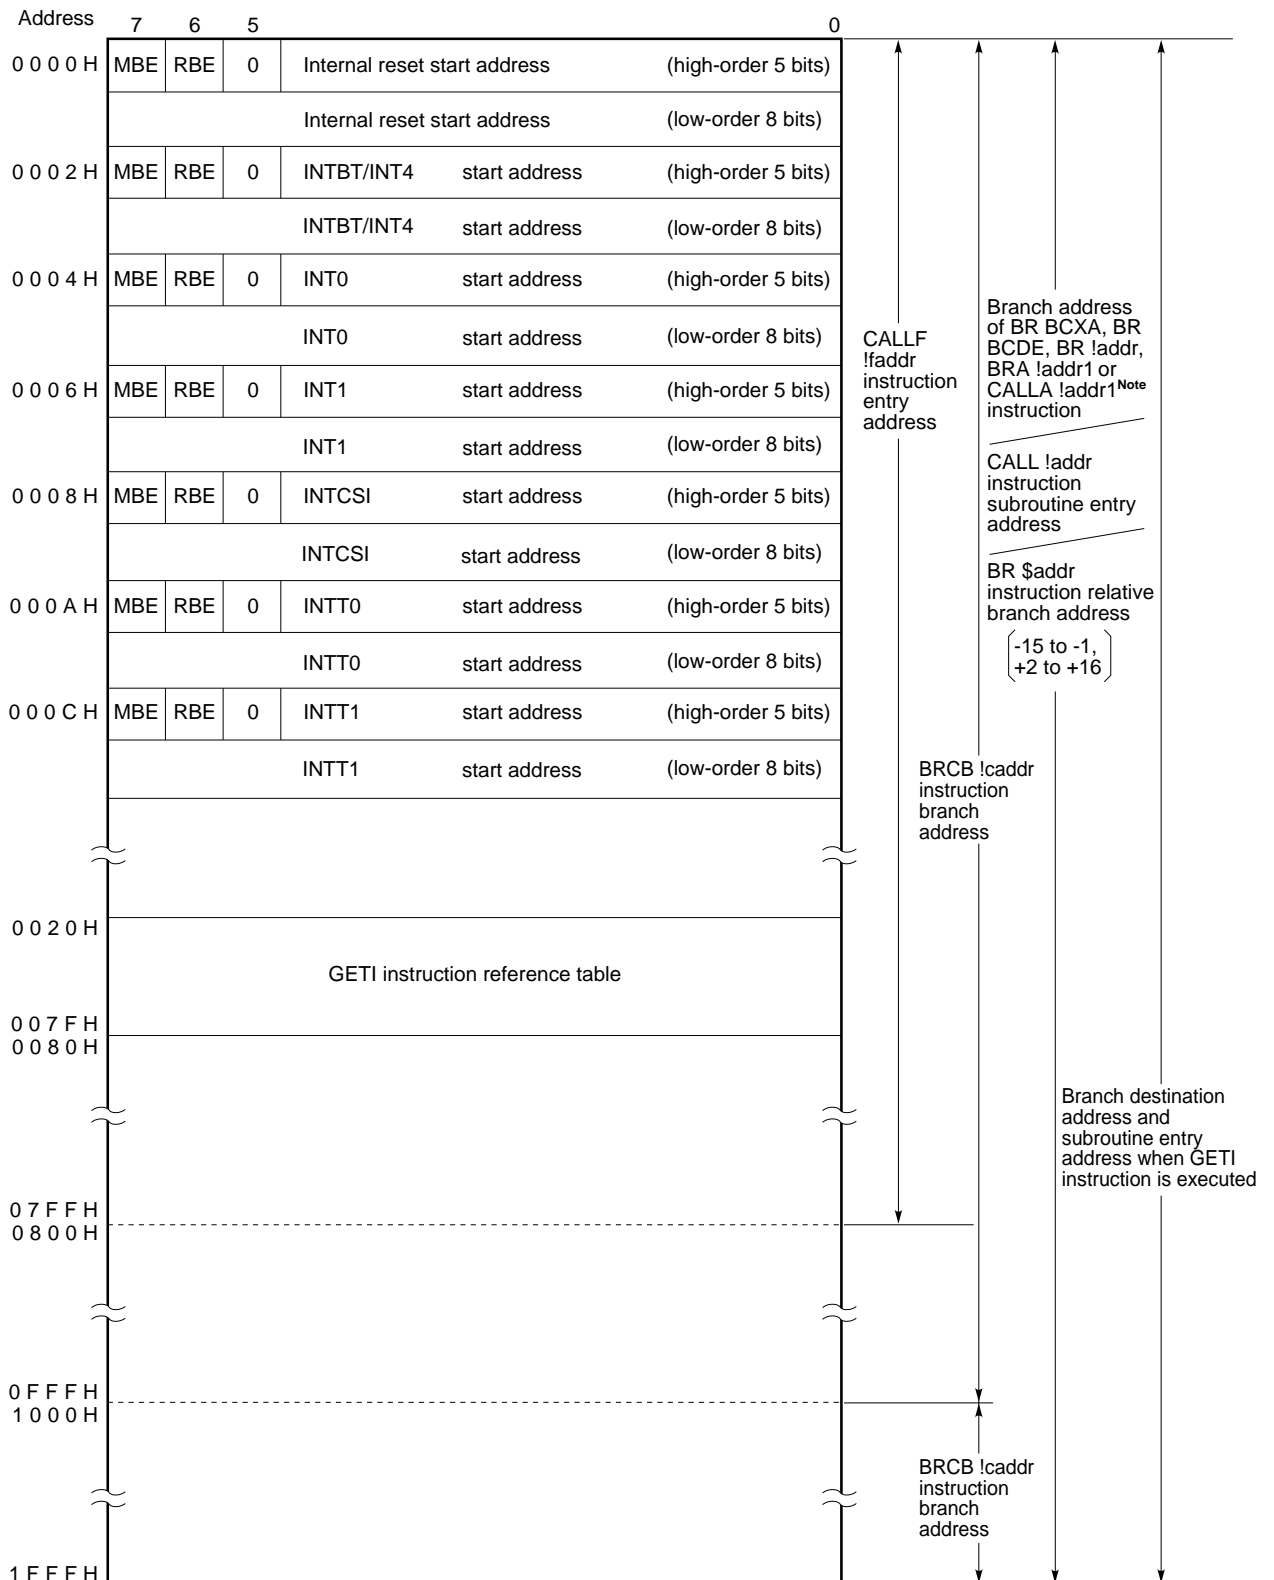 Address 7 6 5 0
0000H MBE RBE 0 Internal reset start address (high-order 5 bits)
Internal reset start address (low-order 8 bits)
0002H MBE RBE 0 INTBT/INT4 start address (high-order 5 bits)
INTBT/INT4 start address (low-order 8 bits)
0004H MBE RBE 0 INT0 start address (high-order 5 bits)
INT0 start address (low-order 8 bits)
0006H MBE RBE 0 INT1 start address (high-order 5 bits)
INT1 start address (low-order 8 bits)
0008H MBE RBE 0 INTCSI start address (high-order 5 bits)
INTCSI start address (low-order 8 bits)
000AH MBE RBE 0 INTT0 start address (high-order 5 bits)
INTT0 start address (low-order 8 bits)
000CH MBE RBE 0 INTT1 start address (high-order 5 bits)
INTT1 start address (low-order 8 bits)
0020H
GETI instruction reference table
007FH
0080H
07FFH
0800H
0FFFH
1000H
1FFFH
CALLF
!faddr
instruction
entry
address
BRCB !caddr
instruction
branch
address
BRCB !caddr
instruction
branch
address
Branch address
of BR BCXA, BR
BCDE, BR !addr,
BRA !addr1 or
CALLA !addr1Note
instruction
CALL !addr
instruction
subroutine entry
address
BR $addr
instruction relative
branch address
-15 to -1,
+2 to +16
Branch destination
address and
subroutine entry
address when GETI
instruction is executed